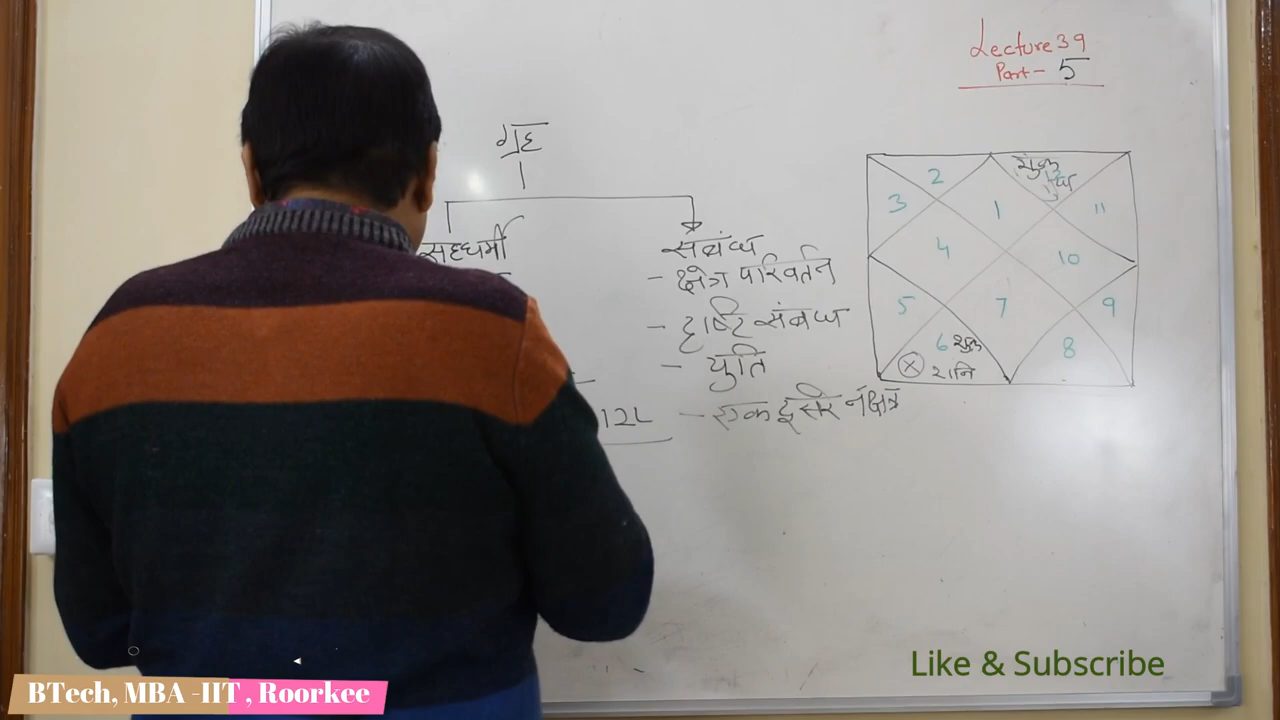 Lecture 39
Part- 5
ग्रह
सहधर्मी
संबंध
- क्षेत्र परिवर्तन
- दृष्टि संबंध
- युति
- एक दूसरे नक्षत्र
12L
शुक्र
2
3
1
11
4
10
5
7
9
6 शुक्र
शनि
8
Like & Subscribe
BTech, MBA -IIT , Roorkee